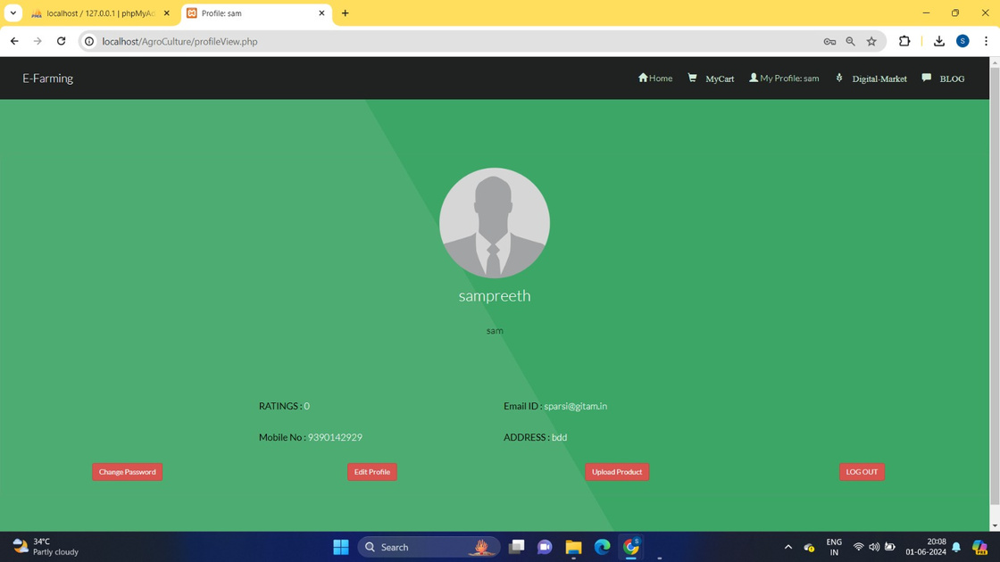 localhost / 127.0.0.1 | phpMyAd
Profile: sam
localhost/AgroCulture/profileView.php
S
E-Farming
Home
MyCart
My Profile: sam
Digital-Market
BLOG
sampreeth
sam
RATINGS : 0
Email ID : sparsi@gitam.in
Mobile No : 9390142929
ADDRESS : bdd
Change Password
Edit Profile
Upload Product
LOG OUT
34°C
Partly cloudy
Search
ENG
IN
20:08
01-06-2024